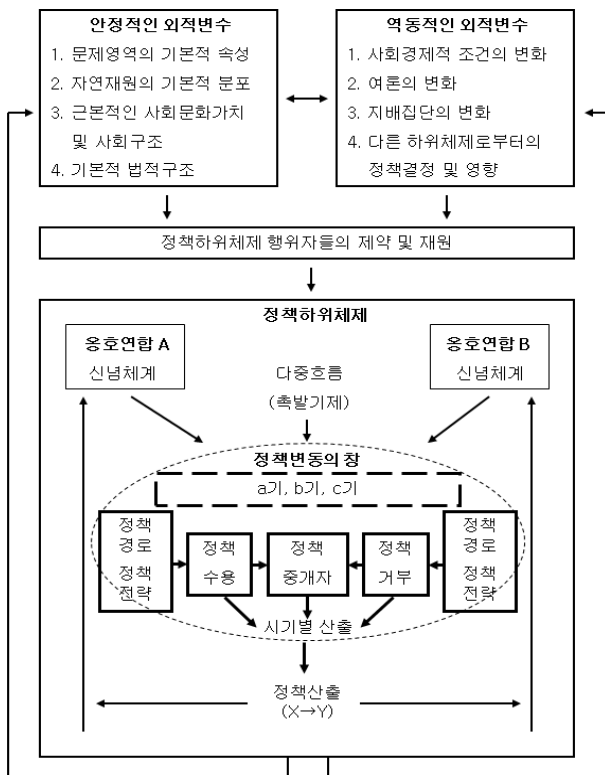 안정적인 외적변수
1. 문제영역의 기본적 속성
2. 자연재원의 기본적 분포
3. 근본적인 사회문화가치
및 사회구조
4. 기본적 법적구조
역동적인 외적변수
1. 사회경제적 조건의 변화
2. 여론의 변화
3. 지배집단의 변화
4. 다른 하위체제로부터의
정책결정 및 영향
정책하위체제 행위자들의 제약 및 재원
정책하위체제
옹호연합 A
신념체계
다중흐름
(촉발기제)
옹호연합 B
신념체계
정책변동의 창
a기, b기, c기
정책
경로
정책
전략
정책
수용
정책
중개자
정책
거부
정책
경로
정책
전략
시기별 산출
정책산출
(X→Y)